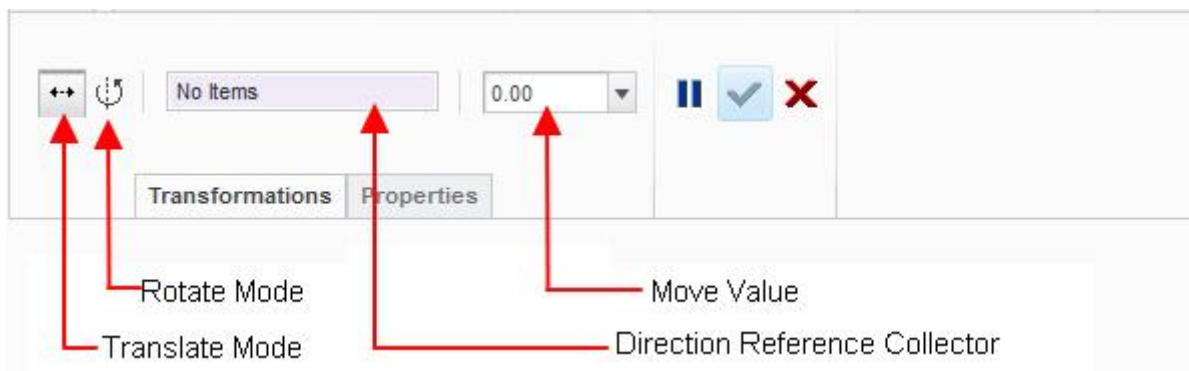 No Items
0.00
Transformations
Properties
Rotate Mode
Move Value
Translate Mode
Direction Reference Collector